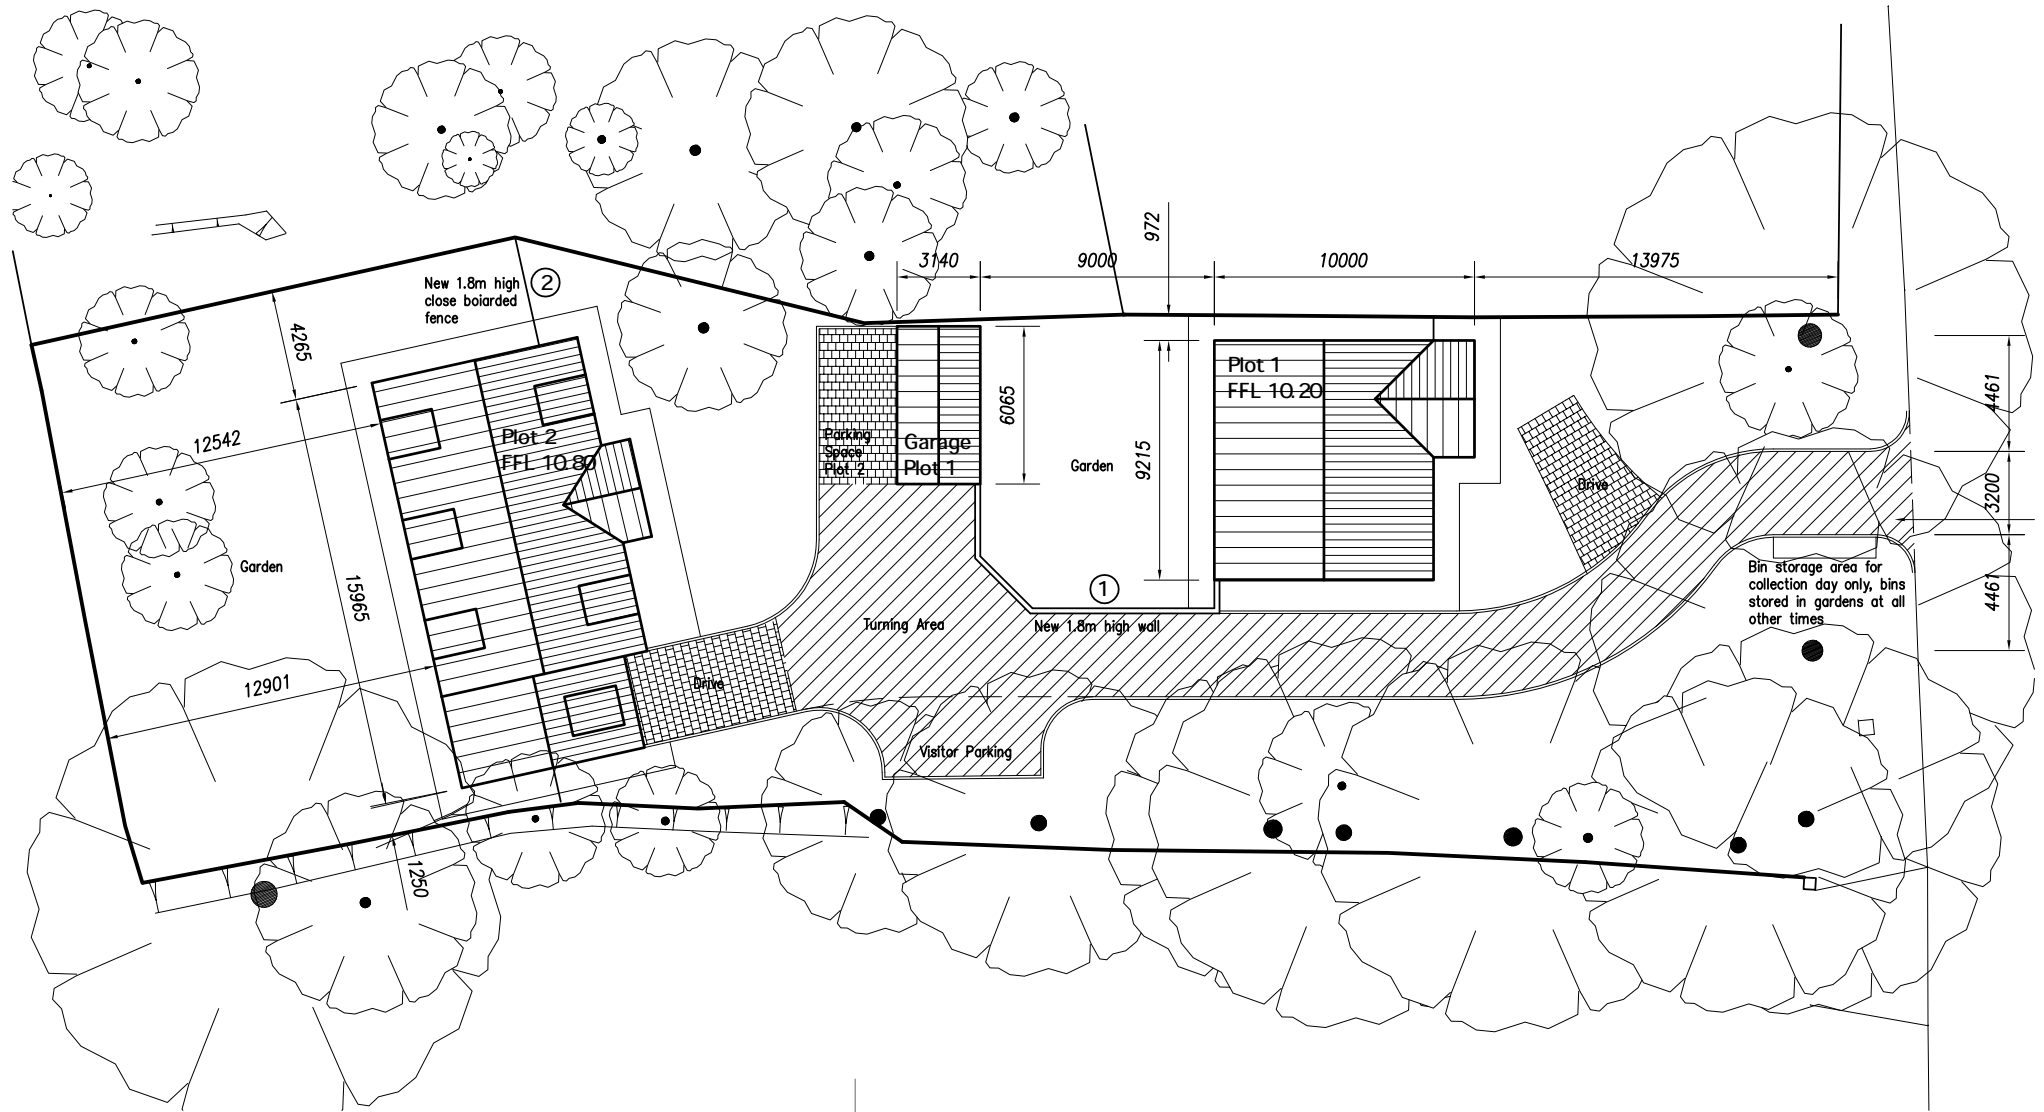 972
3140
9000
10000
13975
New 1.8m high
close boiarded
fence
2
4265
12542
15965
12901
1250
Plot 2
FFL 10.80
Parking
Space
Plot 2
Garage
Plot 1
6065
Garden
9215
Plot 1
FFL 10.20
Drive
4461
3200
4461
Garden
Bin storage area for
collection day only, bins
stored in gardens at all
other times
1
Turning Area
New 1.8m high wall
Drive
Visitor Parking